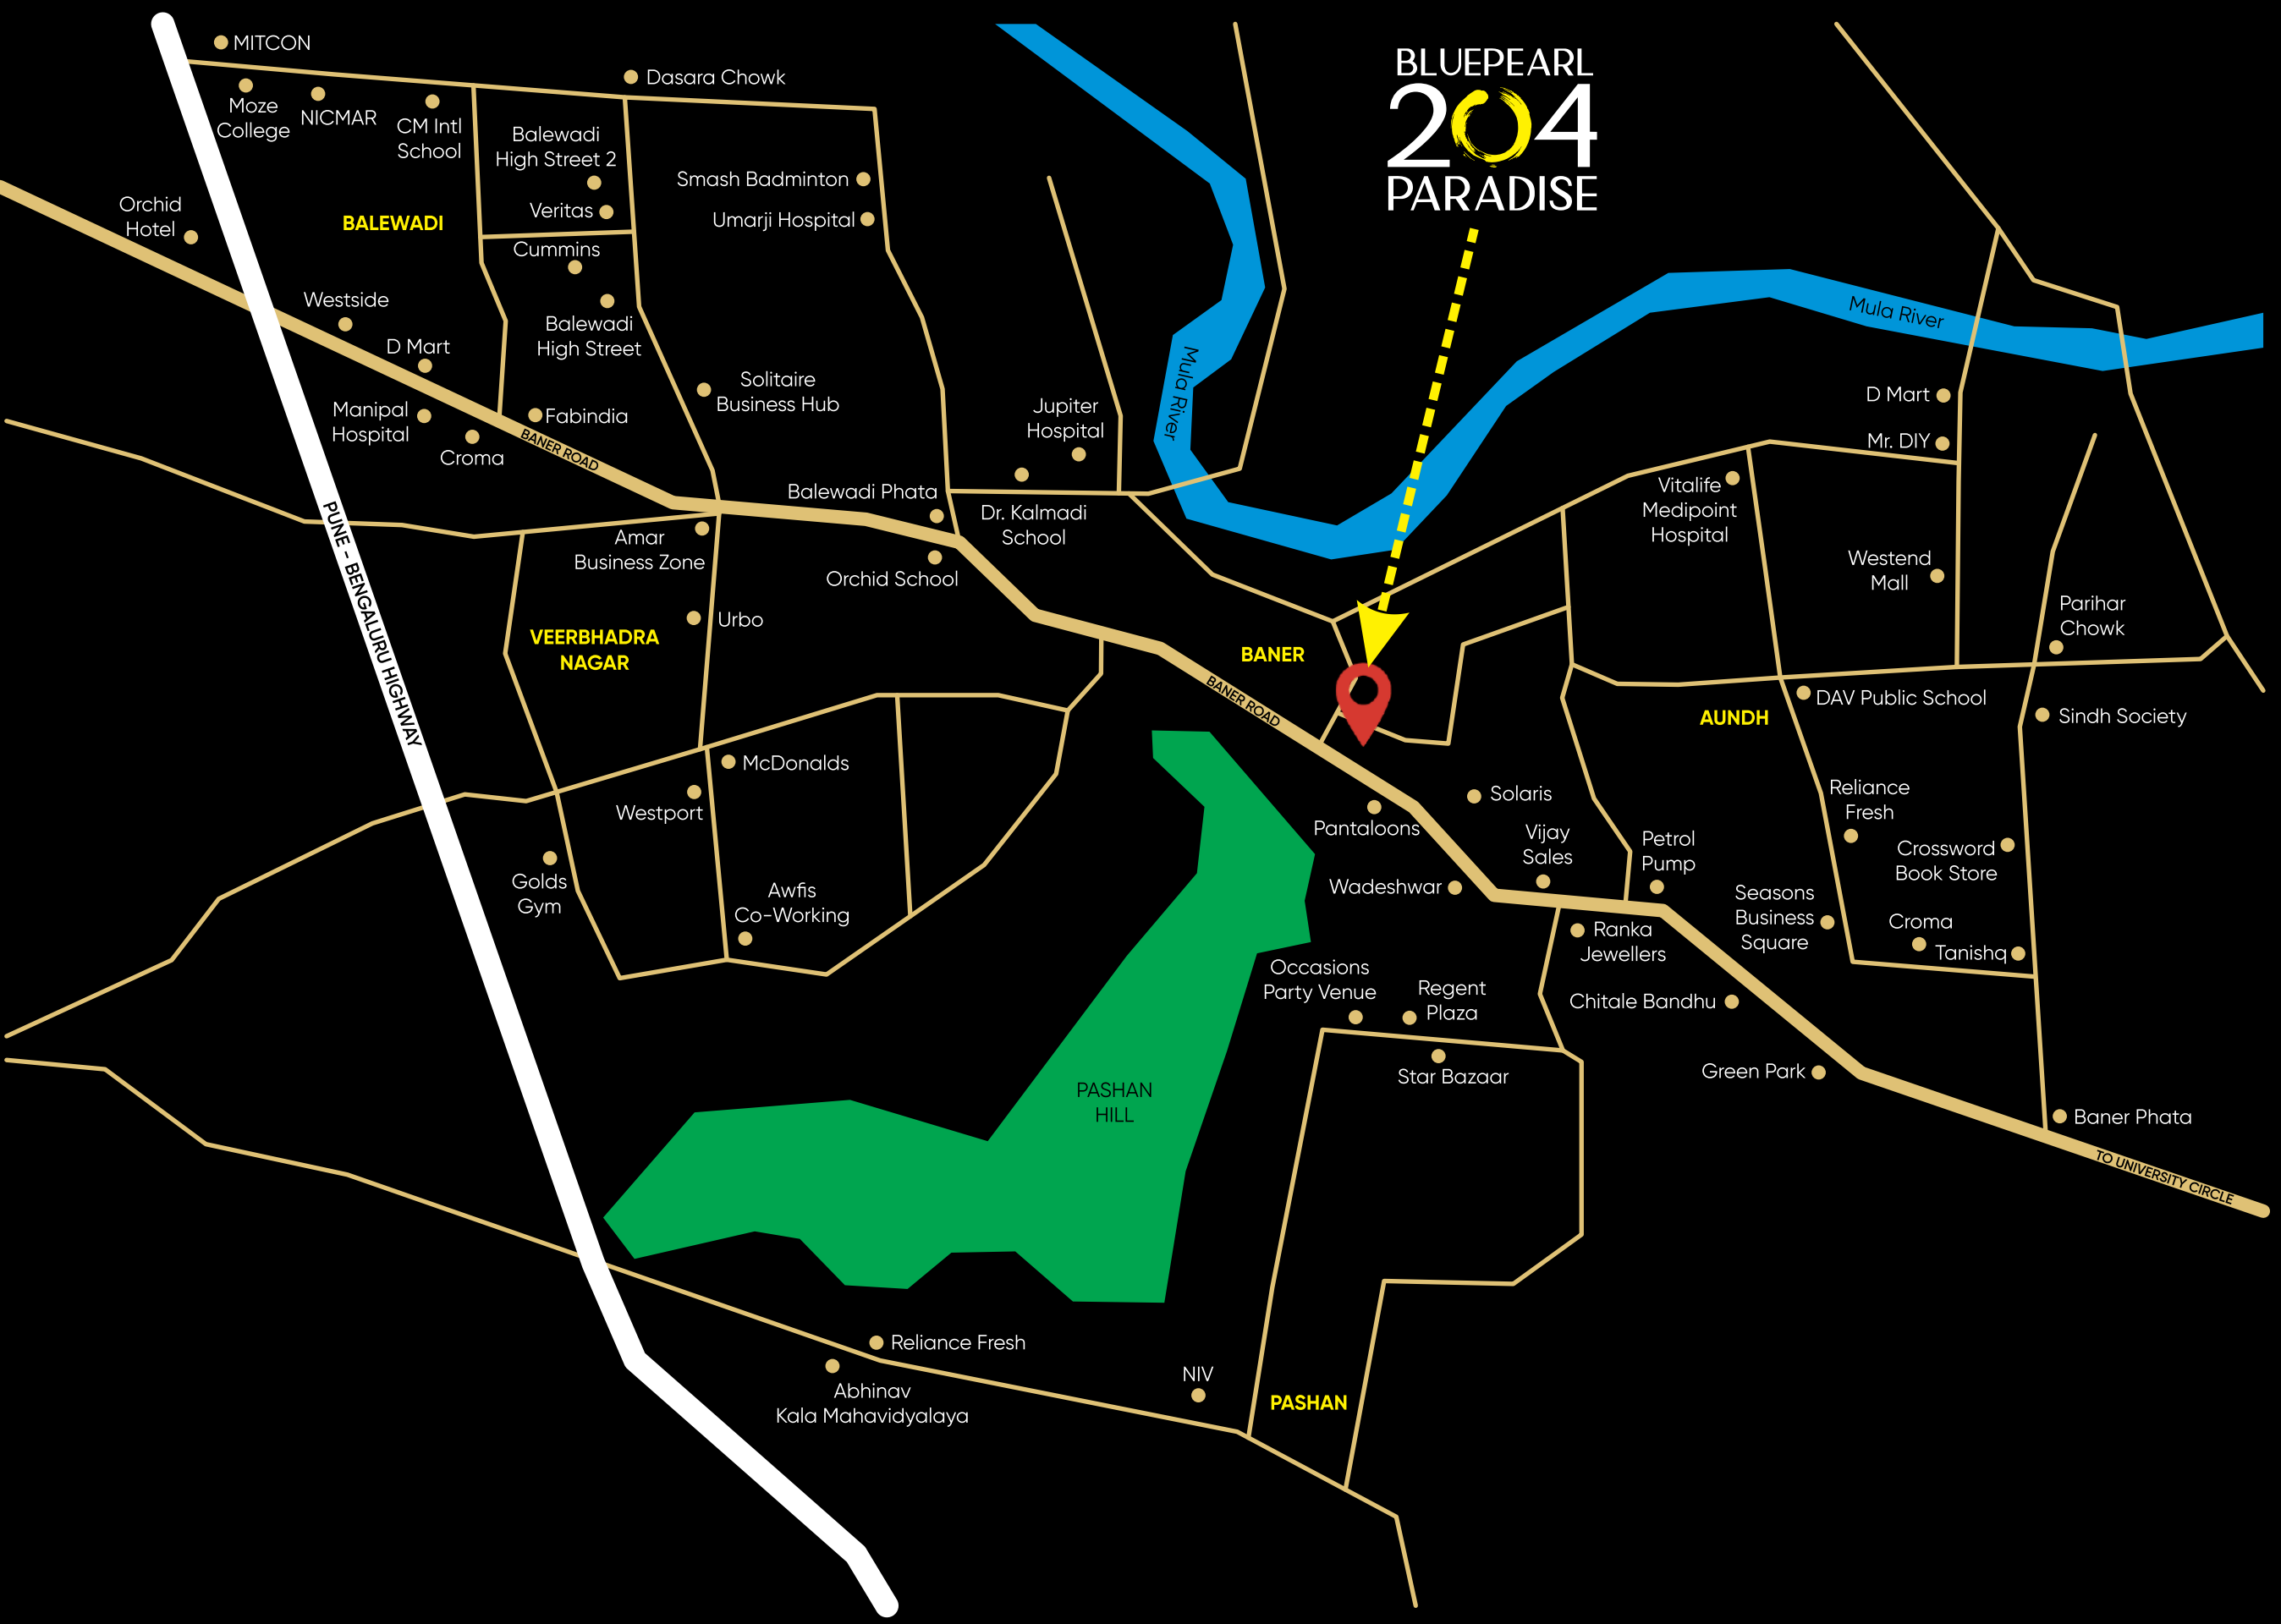 MITCON
Dasara Chowk
Moze
College
NICMAR
CM Intl
School
Balewadi
High Street 2
Veritas
Smash Badminton
Umarji Hospital
BLUEPEARL
204
PARADISE
Orchid
Hotel
BALEWADI
Cummins
Westside
Balewadi
High Street
D Mart
Manipal
Hospital
Croma
Fabindia
BANER ROAD
Solitaire
Business Hub
Jupiter
Hospital
Mula River
Mula River
D Mart
Mr. DIY
Balewadi Phata
Dr. Kalmadi
School
Vitalife
Medipoint
Hospital
PUNE - BENGALURU HIGHWAY
Amar
Business Zone
Orchid School
Westend
Mall
Urbo
VEERBHADRA
NAGAR
BANER
BANER ROAD
Parihar
Chowk
AUNDH
DAV Public School
Sindh Society
McDonalds
Westport
Pantaloons
Solaris
Vijay
Sales
Petrol
Pump
Reliance
Fresh
Crossword
Book Store
Golds
Gym
Awfis
Co-Working
Wadeshwar
Ranka
Jewellers
Seasons
Business
Square
Croma
Tanishq
Occasions
Party Venue
Regent
Plaza
Chitale Bandhu
Star Bazaar
Green Park
PASHAN
HILL
Baner Phata
TO UNIVERSITY CIRCLE
Reliance Fresh
Abhinav
Kala Mahavidyalaya
NIV
PASHAN